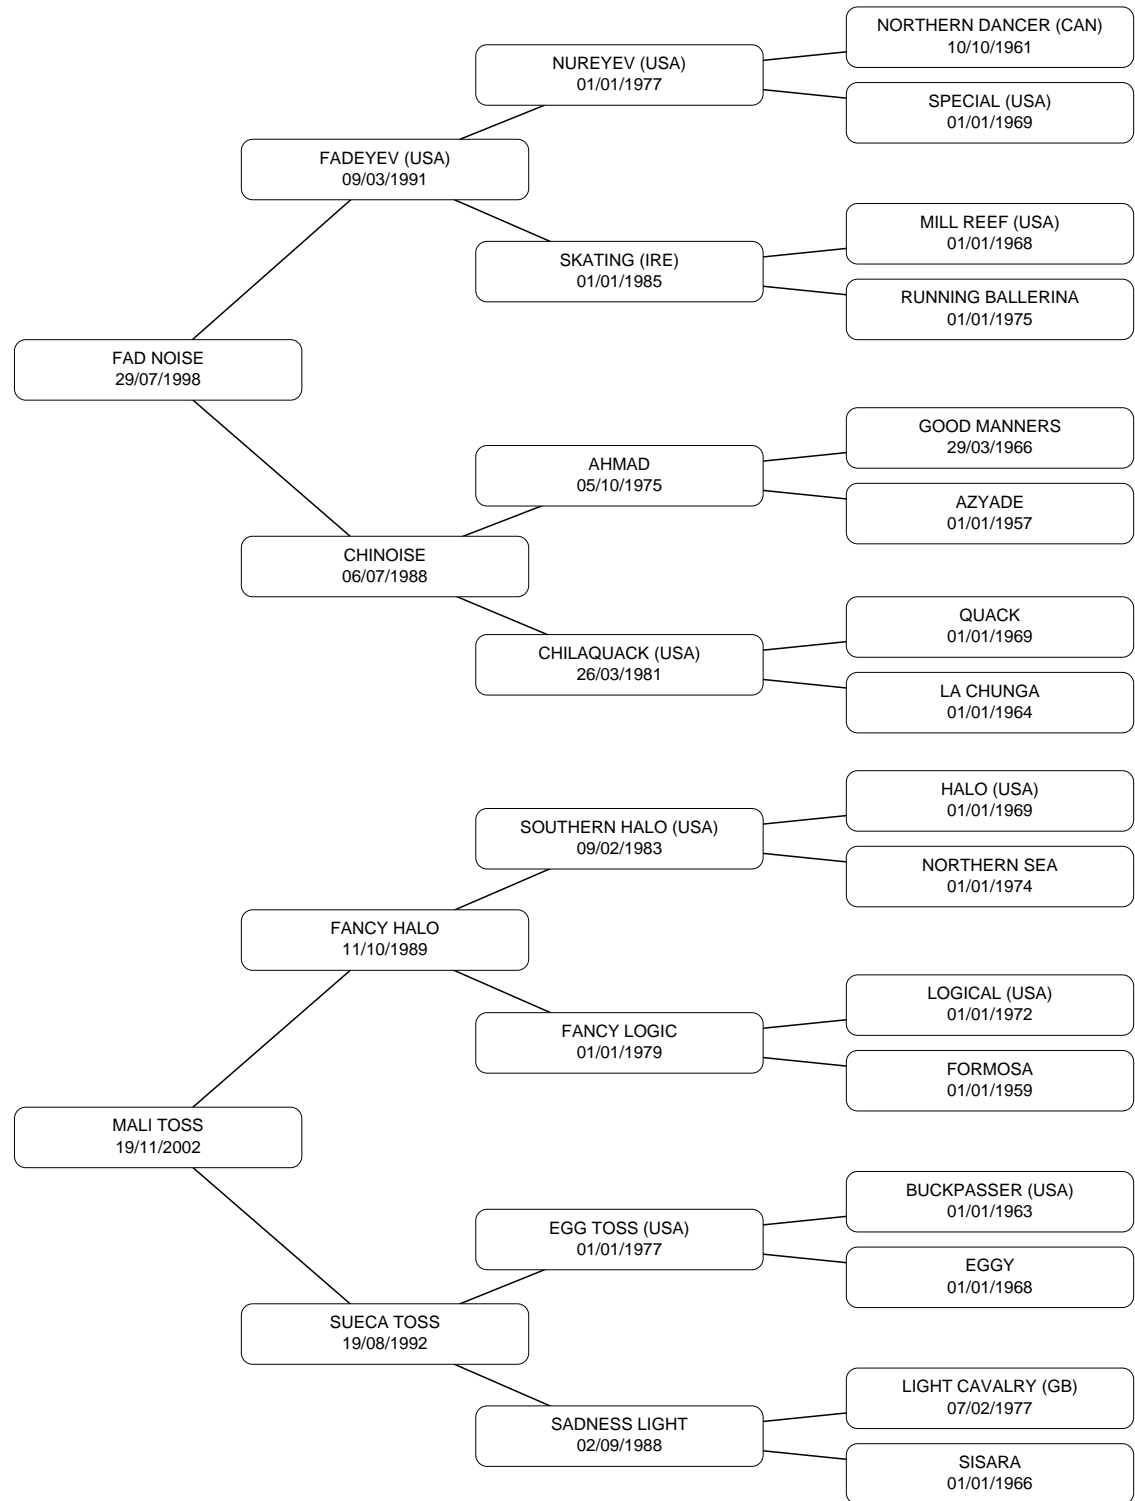 NORTHERN DANCER (CAN)
10/10/1961
NUREYEV (USA)
01/01/1977
SPECIAL (USA)
01/01/1969
FADEYEV (USA)
09/03/1991
MILL REEF (USA)
01/01/1968
SKATING (IRE)
01/01/1985
RUNNING BALLERINA
01/01/1975
FAD NOISE
29/07/1998
GOOD MANNERS
29/03/1966
AHMAD
05/10/1975
AZYADE
01/01/1957
CHINOISE
06/07/1988
QUACK
01/01/1969
CHILAQUACK (USA)
26/03/1981
LA CHUNGA
01/01/1964
HALO (USA)
01/01/1969
SOUTHERN HALO (USA)
09/02/1983
NORTHERN SEA
01/01/1974
FANCY HALO
11/10/1989
LOGICAL (USA)
01/01/1972
FANCY LOGIC
01/01/1979
FORMOSA
01/01/1959
MALI TOSS
19/11/2002
BUCKPASSER (USA)
01/01/1963
EGG TOSS (USA)
01/01/1977
EGGY
01/01/1968
SUECA TOSS
19/08/1992
LIGHT CAVALRY (GB)
07/02/1977
SADNESS LIGHT
02/09/1988
SISARA
01/01/1966